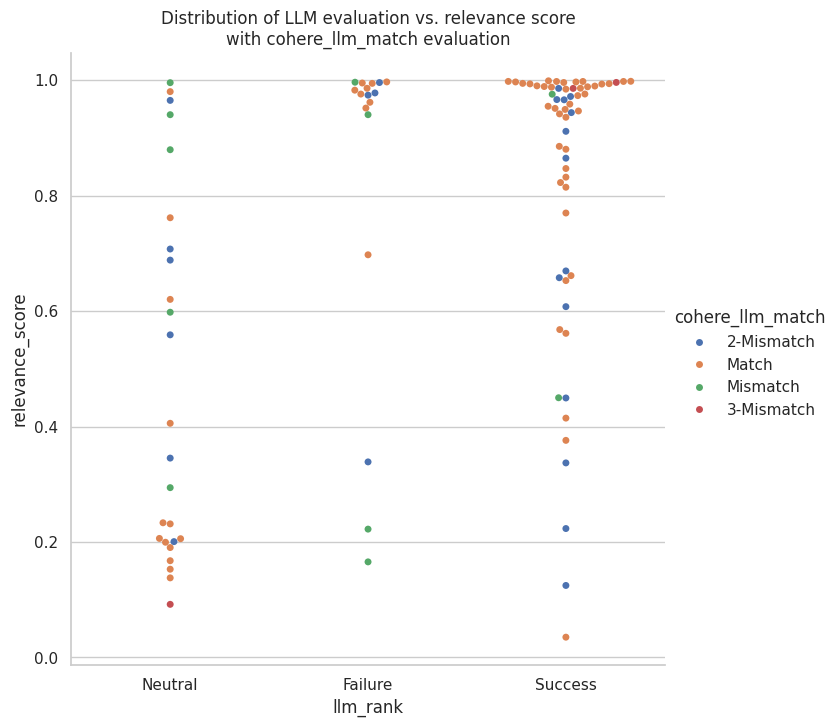 Distribution of LLM evaluation vs. relevance score
with cohere_llm_match evaluation
1.0
0.8
0.6
0.4
0.2
0.0
relevance_score
Neutral
Failure
Success
llm_rank
cohere_llm_match
2-Mismatch
Match
Mismatch
3-Mismatch